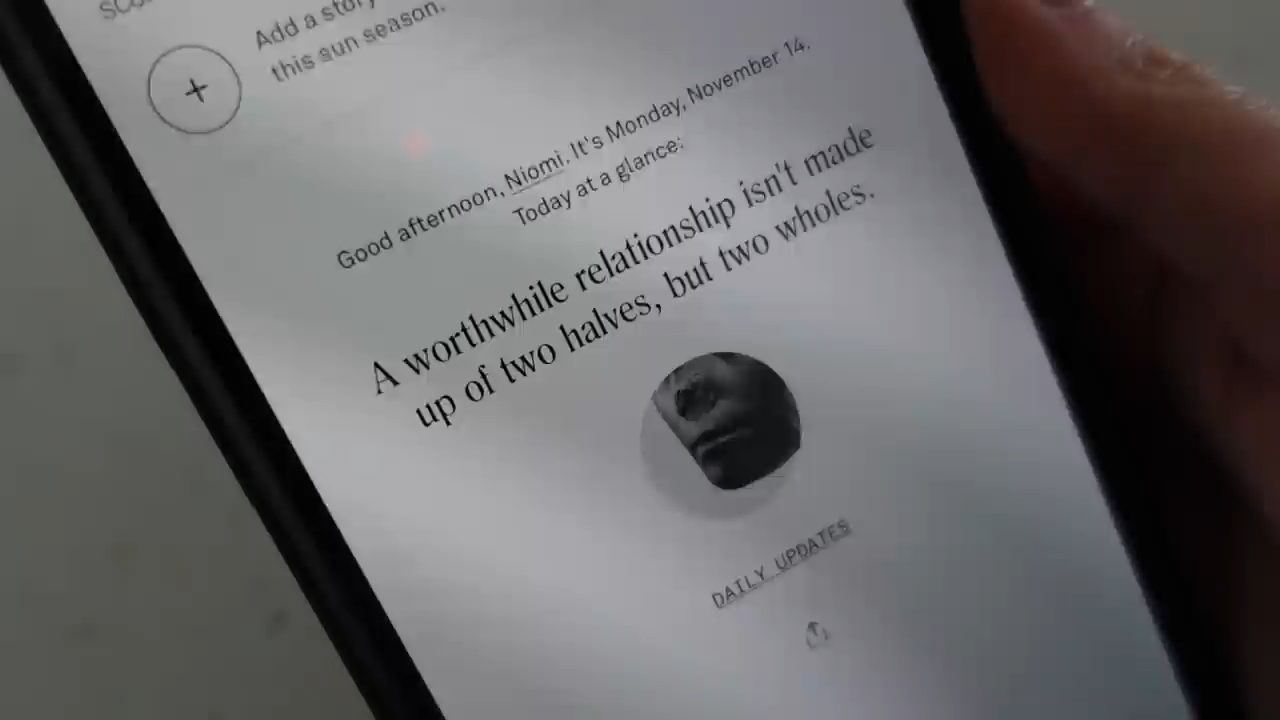 Add a story
this sun season.
+
Good afternoon, Niomi. It's Monday, November 14.
Today at a glance:
A worthwhile relationship isn't made
up of two halves, but two wholes.
DAILY UPDATES